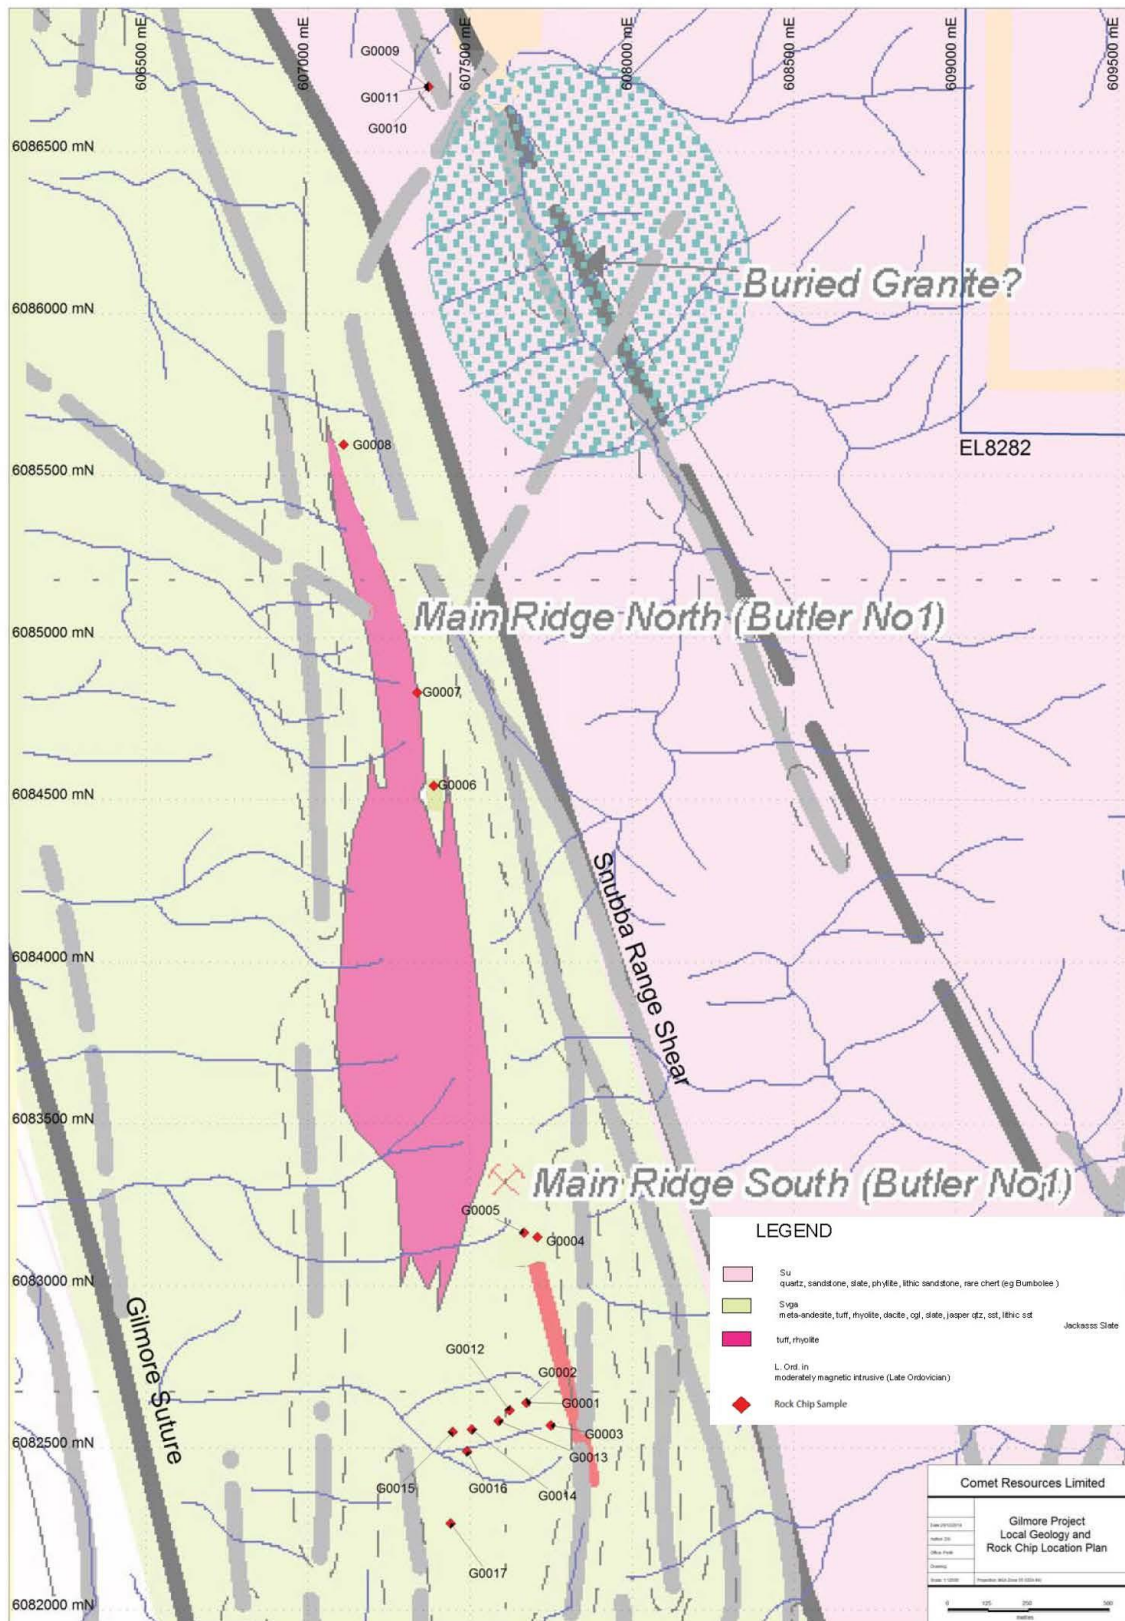 606500 mE
607000 mE
607500 mE
608000 mE
608500 mE
609000 mE
609500 mE
G0009
G0011
G0010
6086500 mN
Buried Granite?
6086000 mN
G0008
EL8282
6085500 mN
Main Ridge North (Butler No1)
6085000 mN
G0007
G0006
6084500 mN
Snubba Range Shear
6084000 mN
6083500 mN
Main Ridge South (Butler No1)
G0005
G0004
6083000 mN
Gilmore Suture
G0012
G0002
G0001
G0003
G0013
6082500 mN
G0015
G0016
G0014
G0017
6082000 mN
LEGEND
Su
quartz, sandstone, slate, phyllite, lithic sandstone, rare chert (eg Bumbolee )
Svga
meta-andesite, tuff, rhyolite, dacite, cgl, slate, jasper qtz, sst, lithic sst
Jackasss Slate
tuff, rhyolite
L. Ord. in
moderately magnetic intrusive (Late Ordovician)
Rock Chip Sample
Comet Resources Limited
Gilmore Project
Local Geology and
Rock Chip Location Plan
0 125 250 500
metres